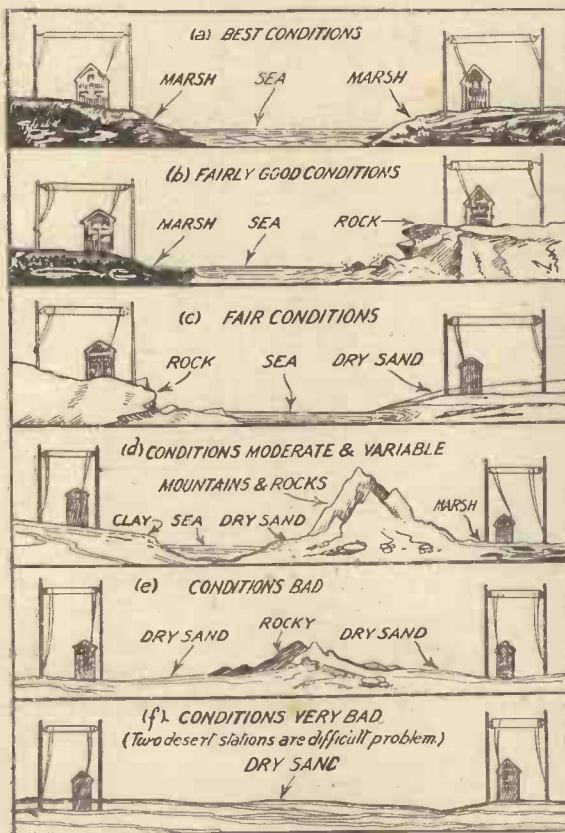 (a) BEST CONDITIONS
MARSH SEA MARSH
(b) FAIRLY GOOD CONDITIONS
MARSH SEA ROCK
(c) FAIR CONDITIONS
ROCK SEA DRY SAND
(d) CONDITIONS MODERATE & VARIABLE
MOUNTAINS & ROCKS
CLAY SEA DRY SAND MARSH
(e) CONDITIONS BAD
DRY SAND ROCKY DRY SAND
(f). CONDITIONS VERY BAD
(Two desert stations are difficult problem.)
DRY SAND